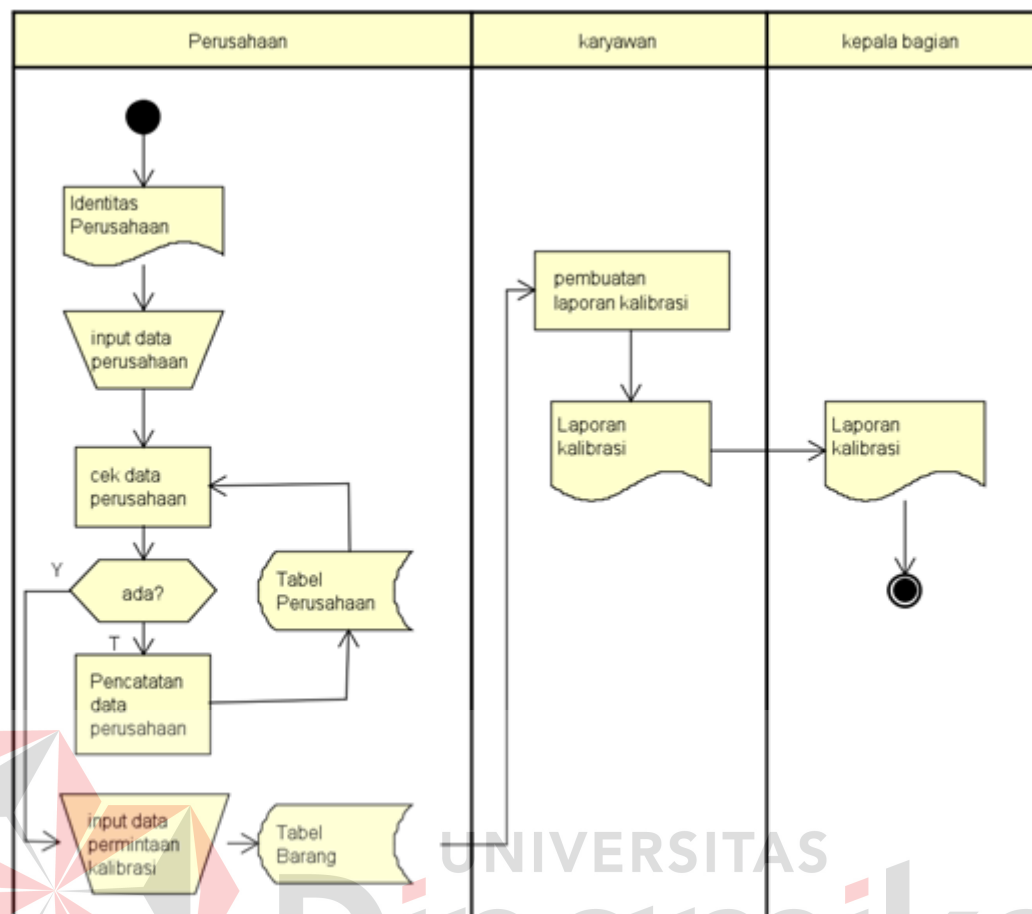 Perusahaan
karyawan
kepala bagian
Identitas
Perusahaan
input data
perusahaan
cek data
perusahaan
Y
ada?
T
Pencatatan
data
perusahaan
Tabel
Perusahaan
input data
permintaan
kalibrasi
Tabel
Barang
pembuatan
laporan kalibrasi
Laporan
kalibrasi
Laporan
kalibrasi
UNIVERSITAS